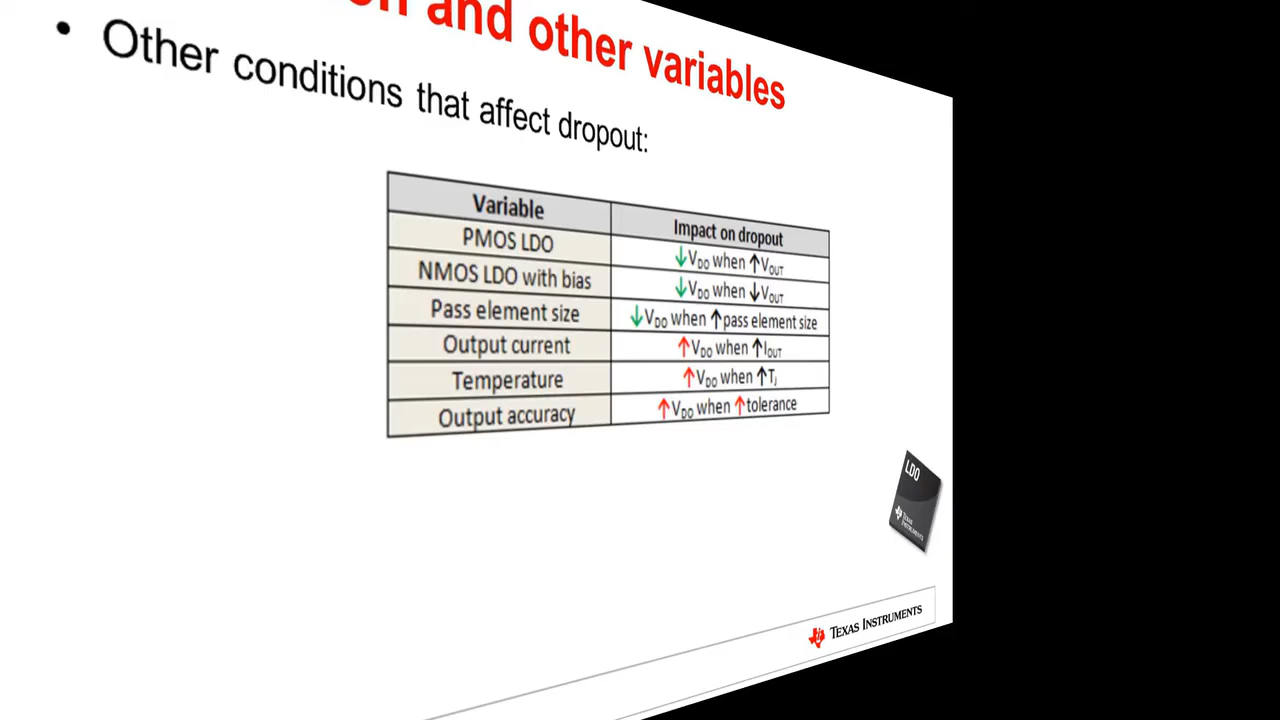 and other variables
• Other conditions that affect dropout:
Variable
Impact on dropout
PMOS LDO
↓VDO when ↑VOUT
NMOS LDO with bias
↓VDO when ↓VOUT
Pass element size
↓VDO when ↑pass element size
Output current
↑VDO when ↑IOUT
Temperature
↑VDO when ↑TJ
Output accuracy
↑VDO when ↑tolerance
LDO
TEXAS INSTRUMENTS
TEXAS INSTRUMENTS